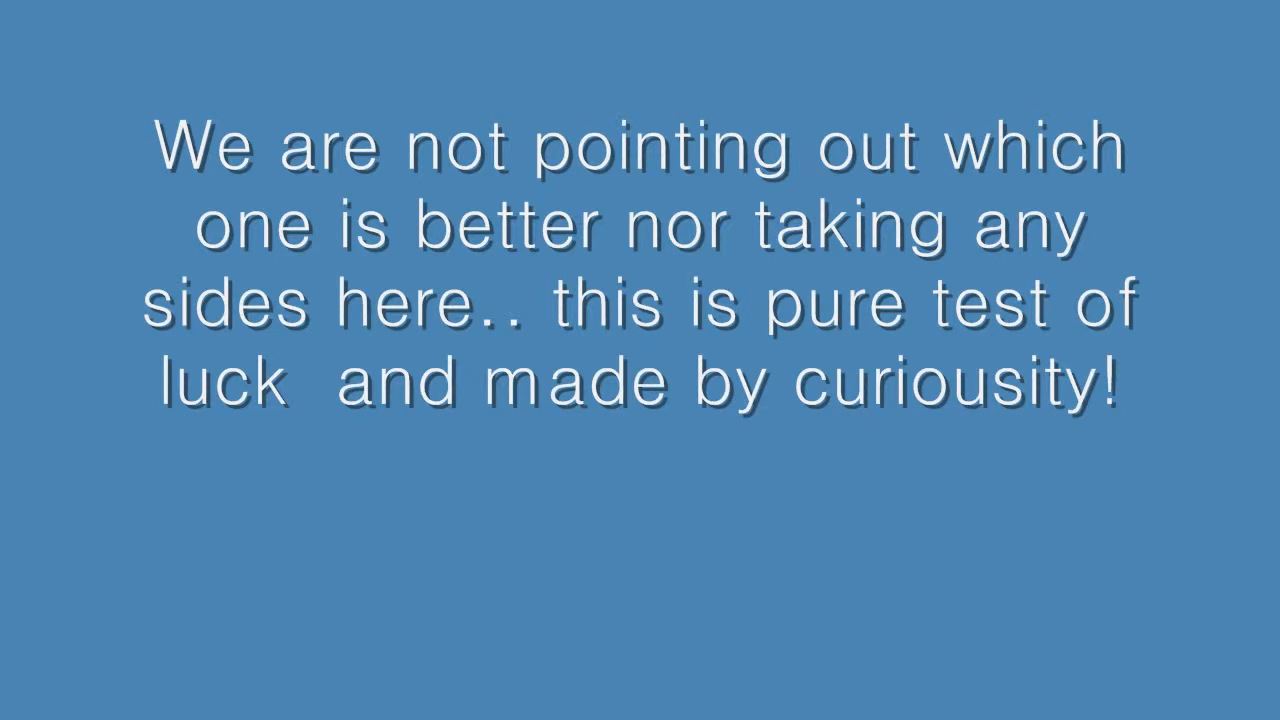 We are not pointing out which
one is better nor taking any
sides here.. this is pure test of
luck  and made by curiousity!